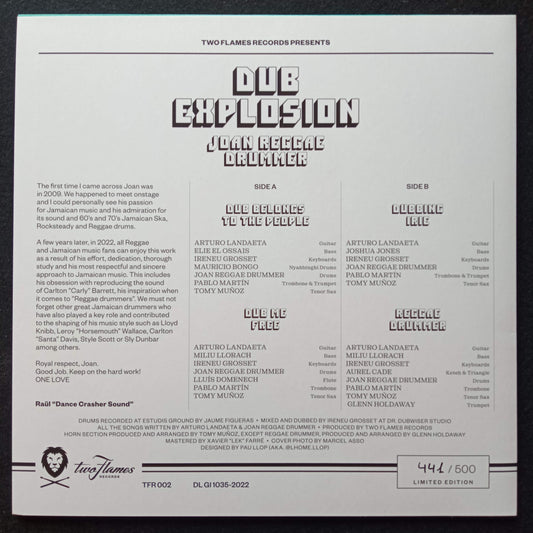 TWO FLAMES RECORDS PRESENTS
DUB
EXPLOSION
JOAN REGGAE
DRUMMER
The first time I came across Joan was
in 2009. We happened to meet onstage
and I could personally see his passion
for Jamaican music and his admiration for
its sound and 60's and 70's Jamaican Ska,
Rocksteady and Reggae drums.
A few years later, in 2022, all Reggae
and Jamaican music fans can enjoy this work
as a result of his effort, dedication, thorough
study and his most respectful and sincere
approach to Jamaican music. This includes
his obsession with reproducing the sound
of Carlton "Carly" Barrett, his inspiration when
it comes to "Reggae drummers". We must not
forget other great Jamaican drummers who
have also played a key role and contributed
to the shaping of his music style such as Lloyd
Knibb, Leroy "Horsemouth" Wallace, Carlton
"Santa" Davis, Style Scott or Sly Dunbar
among others.
Royal respect, Joan.
Good Job, Keep on the hard work!
ONE LOVE
Raül "Dance Crasher Sound"
SIDE A
DUB BELONGS
TO THE PEOPLE
ARTURO LANDAETA Guitar
ELIE EL OSSAIS Bass
IRENEU GROSSET Keyboards
MAURICIO BONGO Nyahbinghi Drums
JOAN REGGAE DRUMMER Drums
PABLO MARTÍN Trombone & Trumpet
TOMY MUÑOZ Tenor Sax
DUB ME
FREE
ARTURO LANDAETA Guitar
MILIU LLORACH Bass
IRENEU GROSSET Keyboards
JOAN REGGAE DRUMMER Drums
LLUÍS DOMENECH Flute
PABLO MARTÍN Trombone
TOMY MUÑOZ Tenor Sax
SIDE B
DUBBING
IRIE
ARTURO LANDAETA Guitar
JOSHUA JONES Bass
IRENEU GROSSET Keyboards
JOAN REGGAE DRUMMER Drums
PABLO MARTÍN Trombone & Trumpet
TOMY MUÑOZ Tenor Sax
REGGAE
DRUMMER
ARTURO LANDAETA Guitar
MILIU LLORACH Bass
IRENEU GROSSET Keyboards
AUREL CADE Keteh & Triangle
JOAN REGGAE DRUMMER Drums
PABLO MARTÍN Trombone
TOMY MUÑOZ Tenor Sax
GLENN HOLDAWAY Trumpet
DRUMS RECORDED AT ESTUDIS GROUND BY JAUME FIGUERAS • MIXED AND DUBBED BY IRENEU GROSSET AT DR. DUBWISER STUDIO
ALL THE SONGS WRITTEN BY ARTURO LANDAETA & JOAN REGGAE DRUMMER • PRODUCED BY TWO FLAMES RECORDS
HORN SECTION PRODUCED AND ARRANGED BY TOMY MUÑOZ, EXCEPT REGGAE DRUMMER, PRODUCED AND ARRANGED BY GLENN HOLDAWAY
MASTERED BY XAVIER "LEK" FARRÉ • COVER PHOTO BY MARCEL ASSO
DESIGNED BY PAU LLOP (A.K.A. @LHOME.LLOP)
two Flames
RECORDS
TFR 002 DL GI 1035-2022
441 / 500
LIMITED EDITION